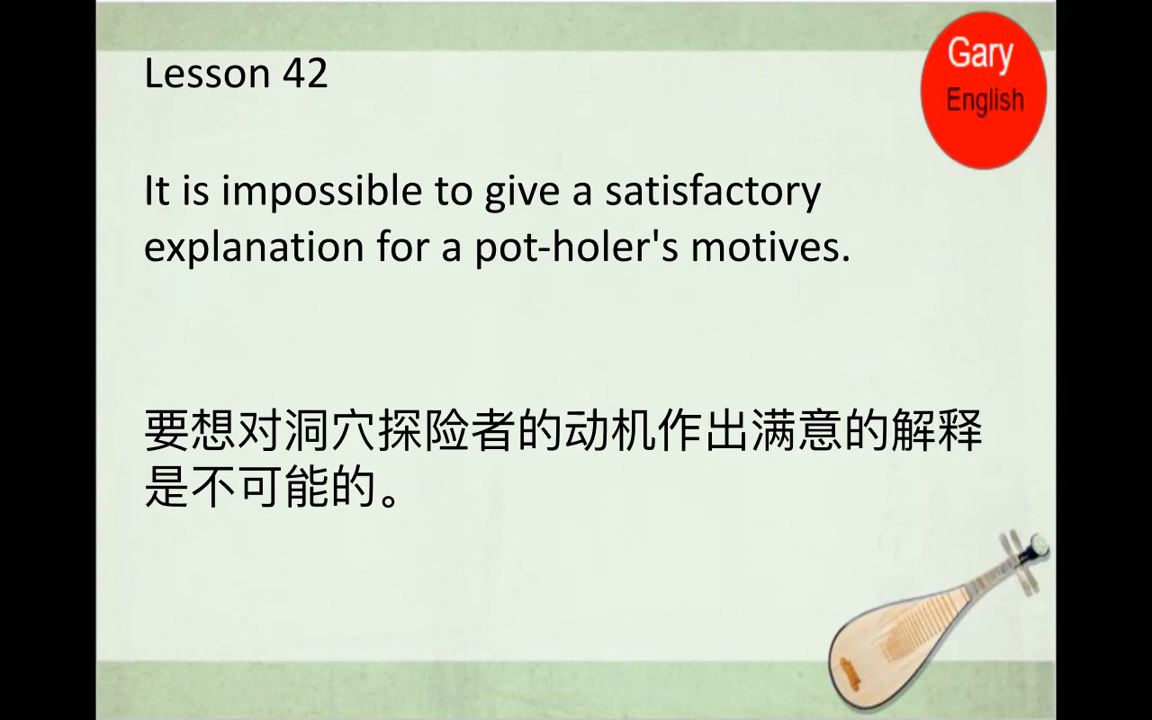 Gary
English
Lesson 42
It is impossible to give a satisfactory
explanation for a pot-holer's motives.
要想对洞穴探险者的动机作出满意的解释
是不可能的。